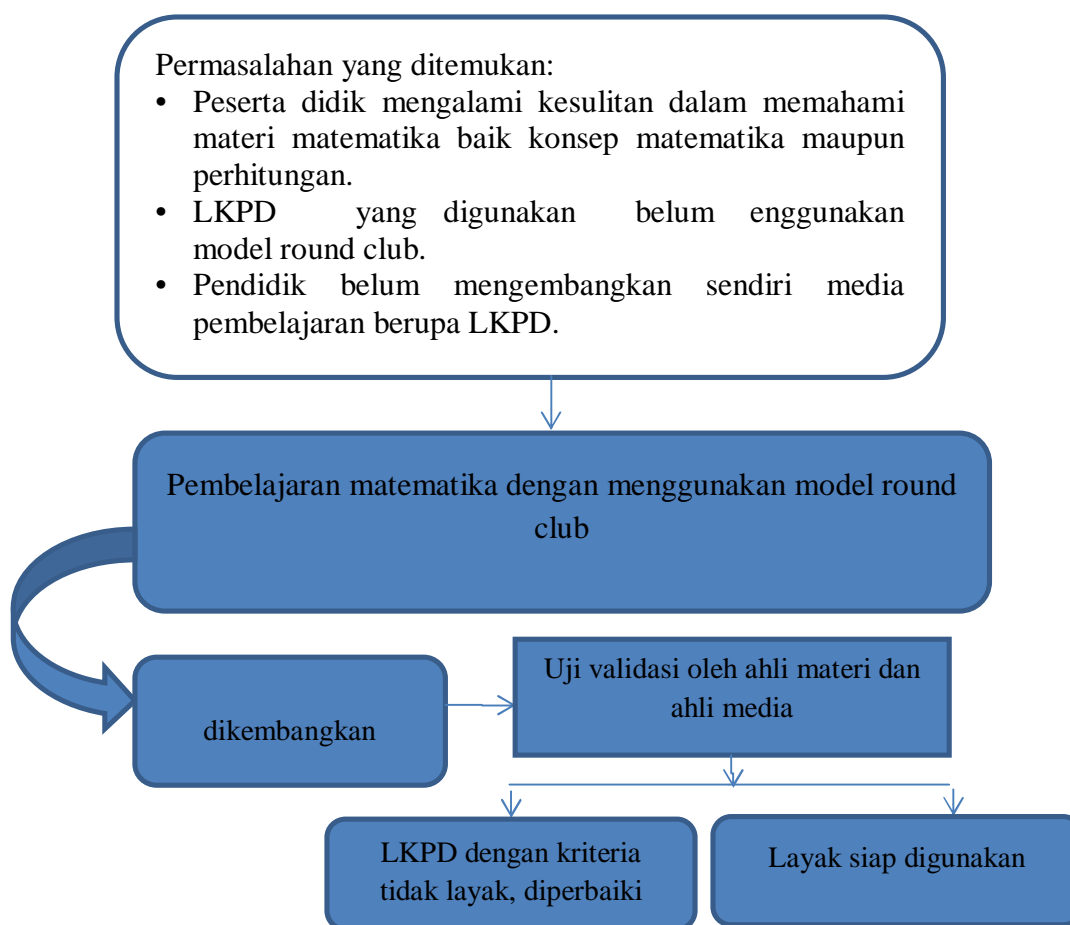 Permasalahan yang ditemukan:
• Peserta didik mengalami kesulitan dalam memahami
materi matematika baik konsep matematika maupun
perhitungan.
• LKPD yang digunakan belum enggunakan
model round club.
• Pendidik belum mengembangkan sendiri media
pembelajaran berupa LKPD.
Pembelajaran matematika dengan menggunakan model round
club
dikembangkan
Uji validasi oleh ahli materi dan
ahli media
LKPD dengan kriteria
tidak layak, diperbaiki
Layak siap digunakan